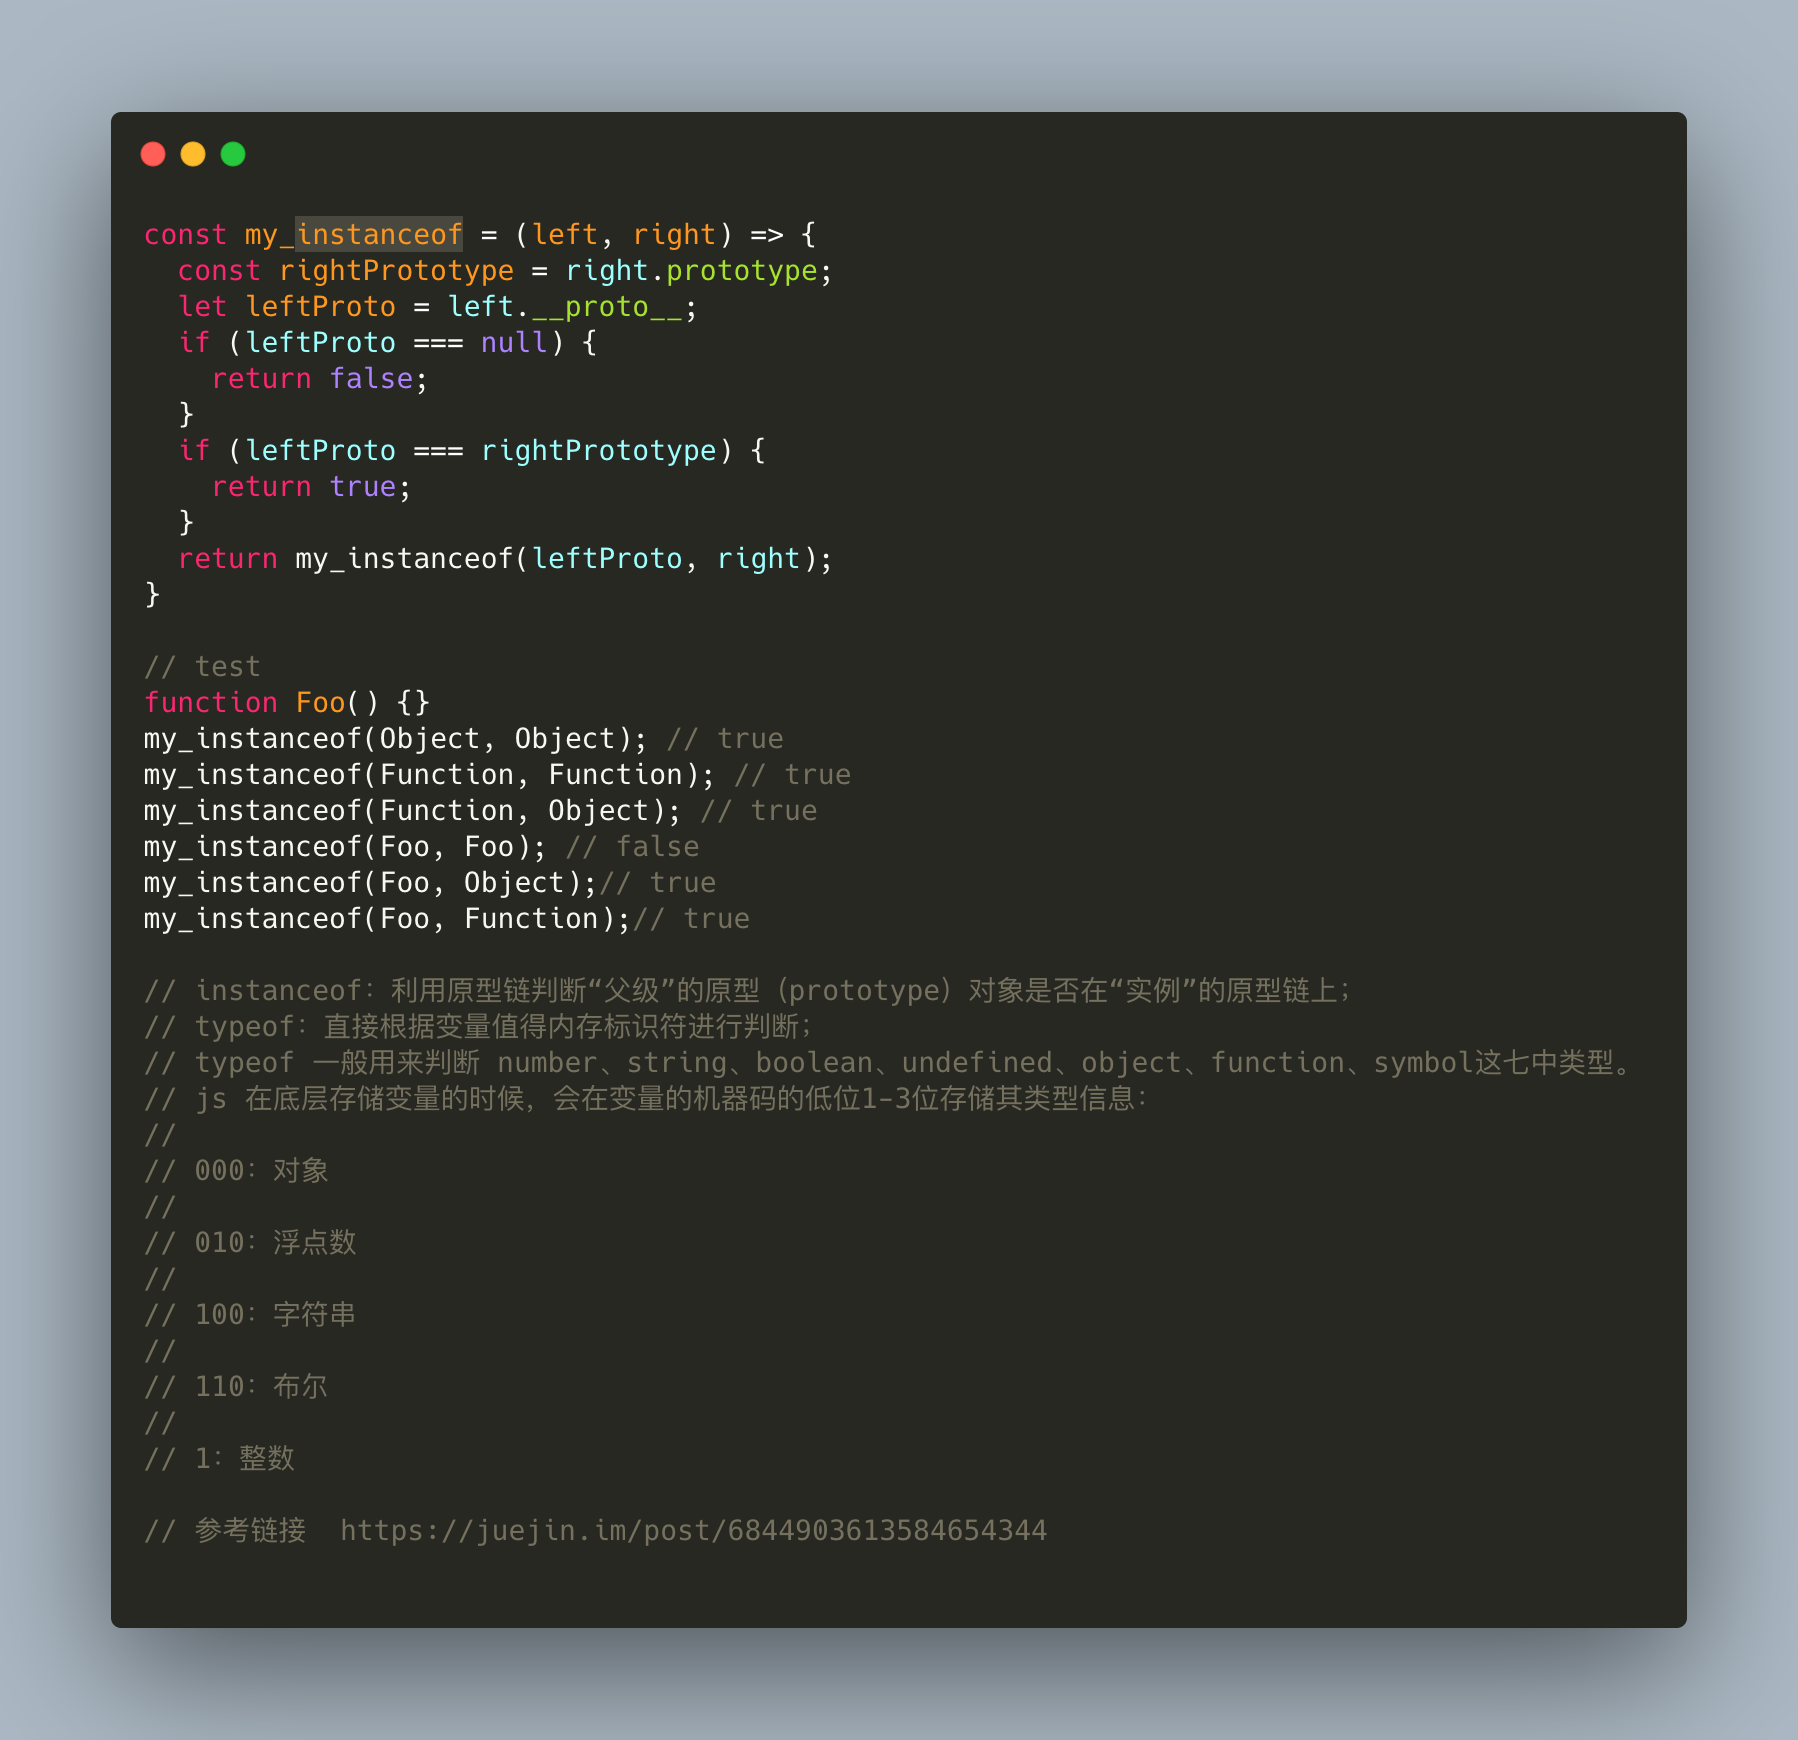 const my_instanceof = (left, right) => {
  const rightPrototype = right.prototype;
  let leftProto = left.__proto__;
  if (leftProto === null) {
    return false;
  }
  if (leftProto === rightPrototype) {
    return true;
  }
  return my_instanceof(leftProto, right);
}
// test
function Foo() {}
my_instanceof(Object, Object); // true
my_instanceof(Function, Function); // true
my_instanceof(Function, Object); // true
my_instanceof(Foo, Foo); // false
my_instanceof(Foo, Object);// true
my_instanceof(Foo, Function);// true
// instanceof：利用原型链判断“父级”的原型（prototype）对象是否在“实例”的原型链上；
// typeof：直接根据变量值得内存标识符进行判断；
// typeof 一般用来判断 number、string、boolean、undefined、object、function、symbol这七中类型。
// js 在底层存储变量的时候，会在变量的机器码的低位1-3位存储其类型信息：
//
// 000：对象
//
// 010：浮点数
//
// 100：字符串
//
// 110：布尔
//
// 1：整数
// 参考链接  https://juejin.im/post/6844903613584654344